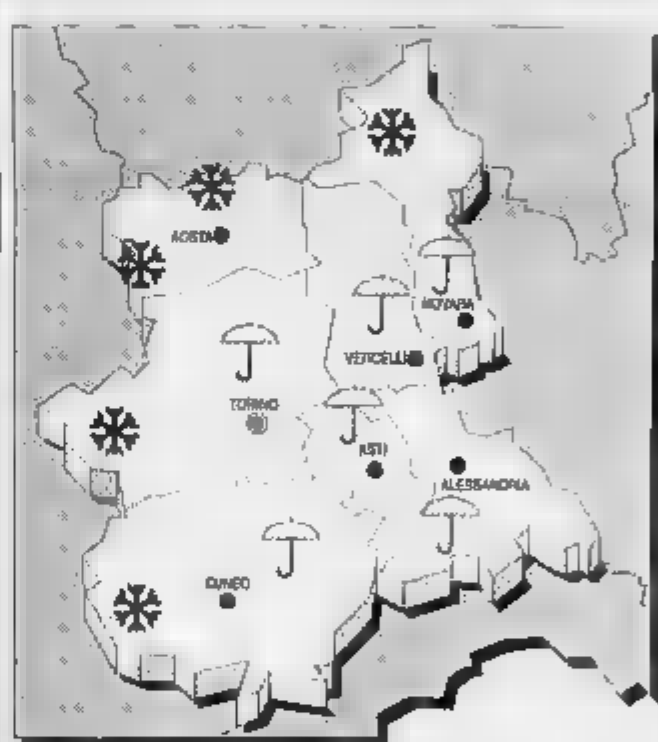 AOSTA
NOVARA
VERCELLI
TORINO
ASTI
ALESSANDRIA
CUNEO